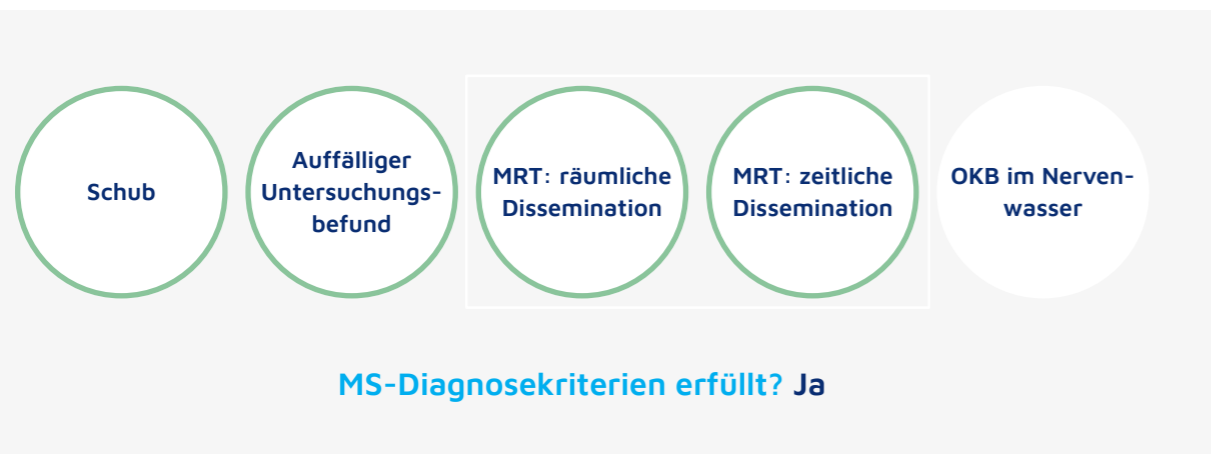 Schub
Auffälliger
Untersuchungs-
befund
MRT: räumliche
Dissemination
MRT: zeitliche
Dissemination
OKB im Nerven-
wasser
MS-Diagnosekriterien erfüllt? Ja